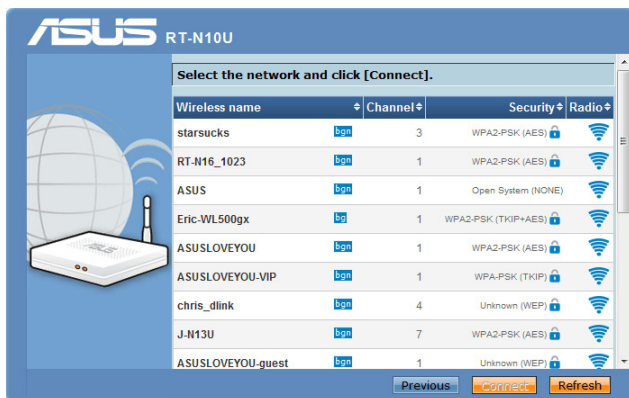 ASUS RT-N10U
Select the network and click [Connect].
Wireless name Channel Security Radio
starsucks bgn 3 WPA2-PSK (AES)
RT-N16_1023 bgn 1 WPA2-PSK (AES)
ASUS bgn 1 Open System (NONE)
Eric-WL500gx bg 1 WPA2-PSK (TKIP+AES)
ASUSLOVEYOU bgn 1 WPA2-PSK (AES)
ASUSLOVEYOU-VIP bgn 1 WPA-PSK (TKIP)
chris_dlink bgn 4 Unknown (WEP)
J-N13U bgn 7 WPA2-PSK (AES)
ASUSLOVEYOU-guest bgn 1 Unknown (WEP)
ASUS
Previous Connect Refresh